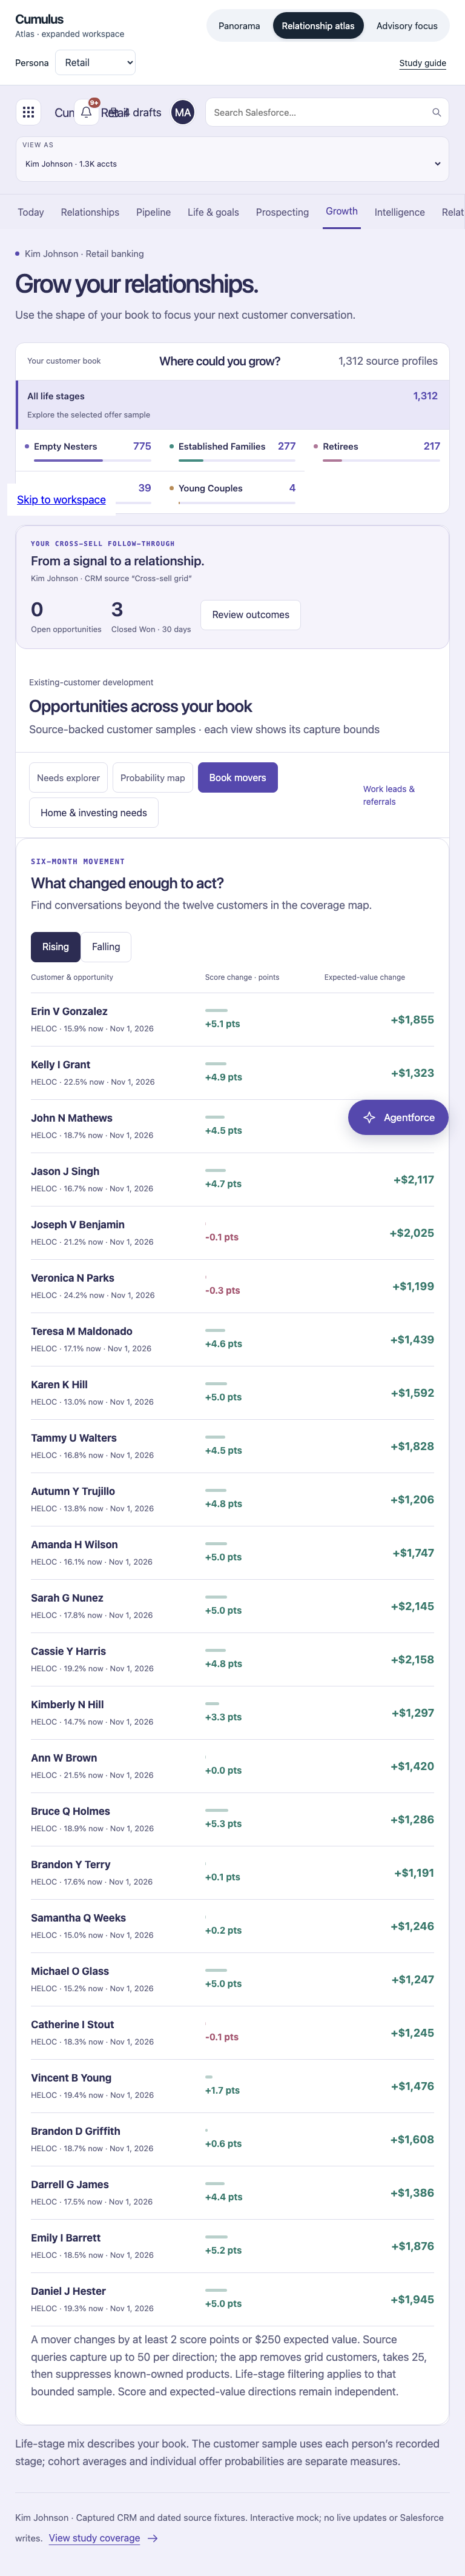 Cumulus
Atlas · expanded workspace
Panorama
Relationship atlas
Advisory focus
Persona
Retail
Study guide
9+
Retail
4 drafts
MA
Search Salesforce...
VIEW AS
Kim Johnson · 1.3K accts
Today
Relationships
Pipeline
Life & goals
Prospecting
Growth
Intelligence
Relat
Kim Johnson · Retail banking
Grow your relationships.
Use the shape of your book to focus your next customer conversation.
Your customer book
Where could you grow?
1,312 source profiles
All life stages
1,312
Explore the selected offer sample
Empty Nesters
775
Established Families
277
Retirees
217
39
Young Couples
4
Skip to workspace
YOUR CROSS-SELL FOLLOW-THROUGH
From a signal to a relationship.
Kim Johnson · CRM source “Cross-sell grid”
0
Open opportunities
3
Closed Won · 30 days
Review outcomes
Existing-customer development
Opportunities across your book
Source-backed customer samples · each view shows its capture bounds
Needs explorer
Probability map
Book movers
Home & investing needs
Work leads &
referrals
SIX-MONTH MOVEMENT
What changed enough to act?
Find conversations beyond the twelve customers in the coverage map.
Rising
Falling
Customer & opportunity
Score change · points
Expected-value change
Erin V Gonzalez
HELOC · 15.9% now · Nov 1, 2026
+5.1 pts
+$1,855
Kelly I Grant
HELOC · 22.5% now · Nov 1, 2026
+4.9 pts
+$1,323
John N Mathews
HELOC · 18.7% now · Nov 1, 2026
+4.5 pts
Agentforce
Jason J Singh
HELOC · 16.7% now · Nov 1, 2026
+4.7 pts
+$2,117
Joseph V Benjamin
HELOC · 21.2% now · Nov 1, 2026
-0.1 pts
+$2,025
Veronica N Parks
HELOC · 24.2% now · Nov 1, 2026
-0.3 pts
+$1,199
Teresa M Maldonado
HELOC · 17.1% now · Nov 1, 2026
+4.6 pts
+$1,439
Karen K Hill
HELOC · 13.0% now · Nov 1, 2026
+5.0 pts
+$1,592
Tammy U Walters
HELOC · 16.8% now · Nov 1, 2026
+4.5 pts
+$1,828
Autumn Y Trujillo
HELOC · 13.8% now · Nov 1, 2026
+4.8 pts
+$1,206
Amanda H Wilson
HELOC · 16.1% now · Nov 1, 2026
+5.0 pts
+$1,747
Sarah G Nunez
HELOC · 17.8% now · Nov 1, 2026
+5.0 pts
+$2,145
Cassie Y Harris
HELOC · 19.2% now · Nov 1, 2026
+4.8 pts
+$2,158
Kimberly N Hill
HELOC · 14.7% now · Nov 1, 2026
+3.3 pts
+$1,297
Ann W Brown
HELOC · 21.5% now · Nov 1, 2026
+0.0 pts
+$1,420
Bruce Q Holmes
HELOC · 18.9% now · Nov 1, 2026
+5.3 pts
+$1,286
Brandon Y Terry
HELOC · 17.6% now · Nov 1, 2026
+0.1 pts
+$1,191
Samantha Q Weeks
HELOC · 15.0% now · Nov 1, 2026
+0.2 pts
+$1,246
Michael O Glass
HELOC · 15.2% now · Nov 1, 2026
+5.0 pts
+$1,247
Catherine I Stout
HELOC · 18.3% now · Nov 1, 2026
-0.1 pts
+$1,245
Vincent B Young
HELOC · 19.4% now · Nov 1, 2026
+1.7 pts
+$1,476
Brandon D Griffith
HELOC · 18.7% now · Nov 1, 2026
+0.6 pts
+$1,608
Darrell G James
HELOC · 17.5% now · Nov 1, 2026
+4.4 pts
+$1,386
Emily I Barrett
HELOC · 18.5% now · Nov 1, 2026
+5.2 pts
+$1,876
Daniel J Hester
HELOC · 19.3% now · Nov 1, 2026
+5.0 pts
+$1,945
A mover changes by at least 2 score points or $250 expected value. Source
queries capture up to 50 per direction; the app removes grid customers, takes 25,
then suppresses known-owned products. Life-stage filtering applies to that
bounded sample. Score and expected-value directions remain independent.
Life-stage mix describes your book. The customer sample uses each person’s recorded
stage; cohort averages and individual offer probabilities are separate measures.
Kim Johnson · Captured CRM and dated source fixtures. Interactive mock; no live updates or Salesforce
writes. View study coverage →